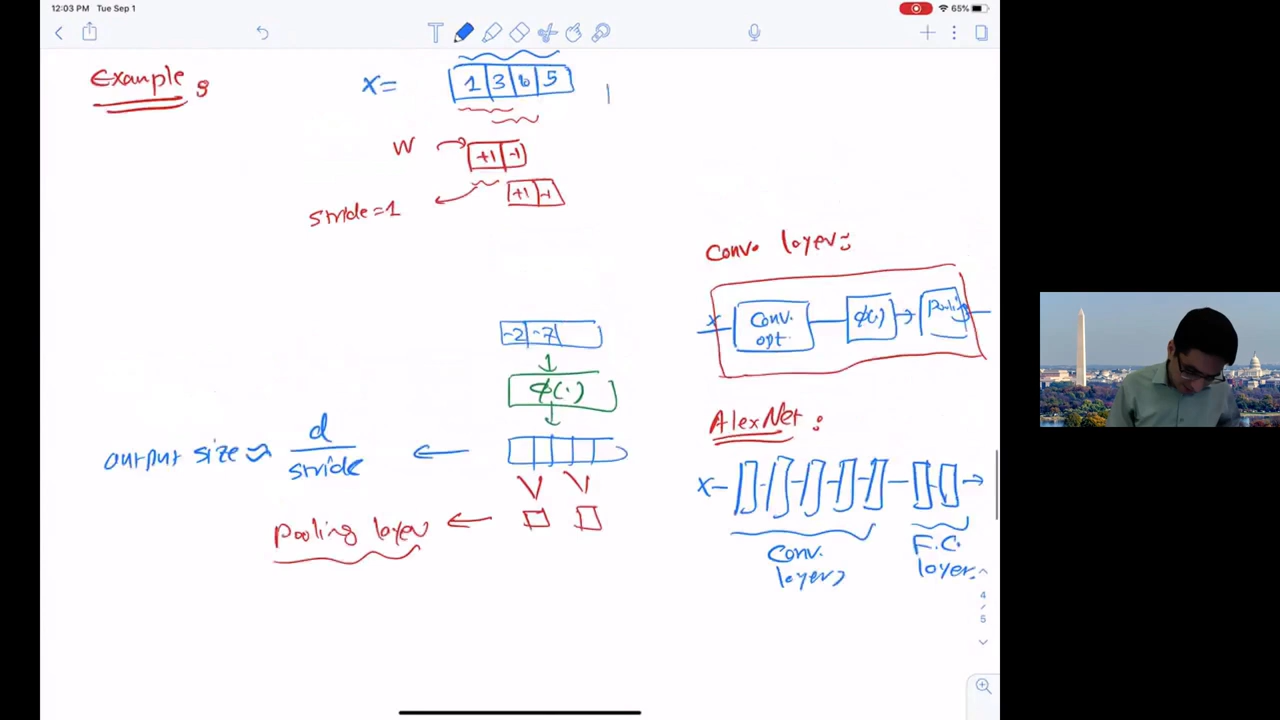 12:03 PM Tue Sep 1
65%
Example:
x= 1 3 6 5
W
+1 -1
+1 -1
stride=1
Conv. layer:
x Conv. opt. φ(.) Pooling
-2 -7
φ(.)
output size ≈ d / stride
Pooling layer
AlexNet:
x
Conv. layers
F.C. layers
4 / 5